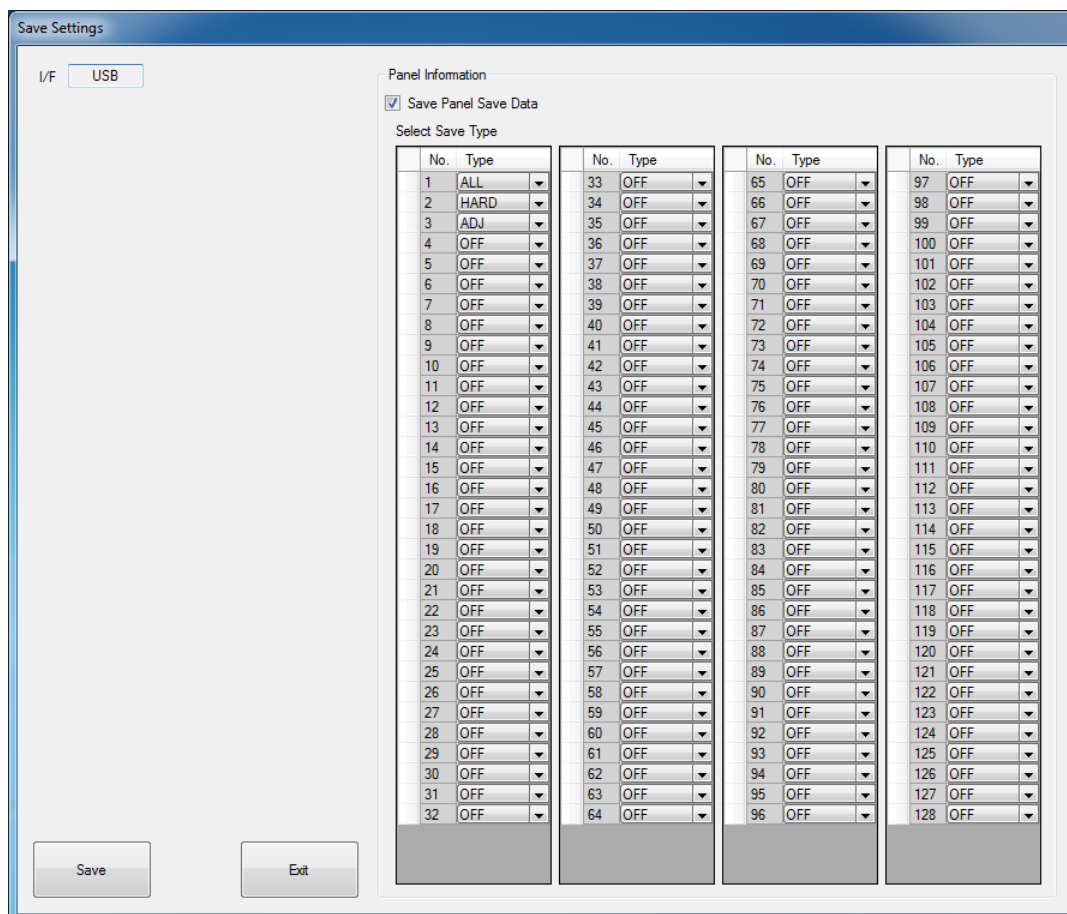 Save Settings
I/F USB
Panel Information
Save Panel Save Data
Select Save Type
No. Type No. Type No. Type No. Type
1 ALL 33 OFF 65 OFF 97 OFF
2 HARD 34 OFF 66 OFF 98 OFF
3 ADJ 35 OFF 67 OFF 99 OFF
4 OFF 36 OFF 68 OFF 100 OFF
5 OFF 37 OFF 69 OFF 101 OFF
6 OFF 38 OFF 70 OFF 102 OFF
7 OFF 39 OFF 71 OFF 103 OFF
8 OFF 40 OFF 72 OFF 104 OFF
9 OFF 41 OFF 73 OFF 105 OFF
10 OFF 42 OFF 74 OFF 106 OFF
11 OFF 43 OFF 75 OFF 107 OFF
12 OFF 44 OFF 76 OFF 108 OFF
13 OFF 45 OFF 77 OFF 109 OFF
14 OFF 46 OFF 78 OFF 110 OFF
15 OFF 47 OFF 79 OFF 111 OFF
16 OFF 48 OFF 80 OFF 112 OFF
17 OFF 49 OFF 81 OFF 113 OFF
18 OFF 50 OFF 82 OFF 114 OFF
19 OFF 51 OFF 83 OFF 115 OFF
20 OFF 52 OFF 84 OFF 116 OFF
21 OFF 53 OFF 85 OFF 117 OFF
22 OFF 54 OFF 86 OFF 118 OFF
23 OFF 55 OFF 87 OFF 119 OFF
24 OFF 56 OFF 88 OFF 120 OFF
25 OFF 57 OFF 89 OFF 121 OFF
26 OFF 58 OFF 90 OFF 122 OFF
27 OFF 59 OFF 91 OFF 123 OFF
28 OFF 60 OFF 92 OFF 124 OFF
29 OFF 61 OFF 93 OFF 125 OFF
30 OFF 62 OFF 94 OFF 126 OFF
31 OFF 63 OFF 95 OFF 127 OFF
32 OFF 64 OFF 96 OFF 128 OFF
Save Exit